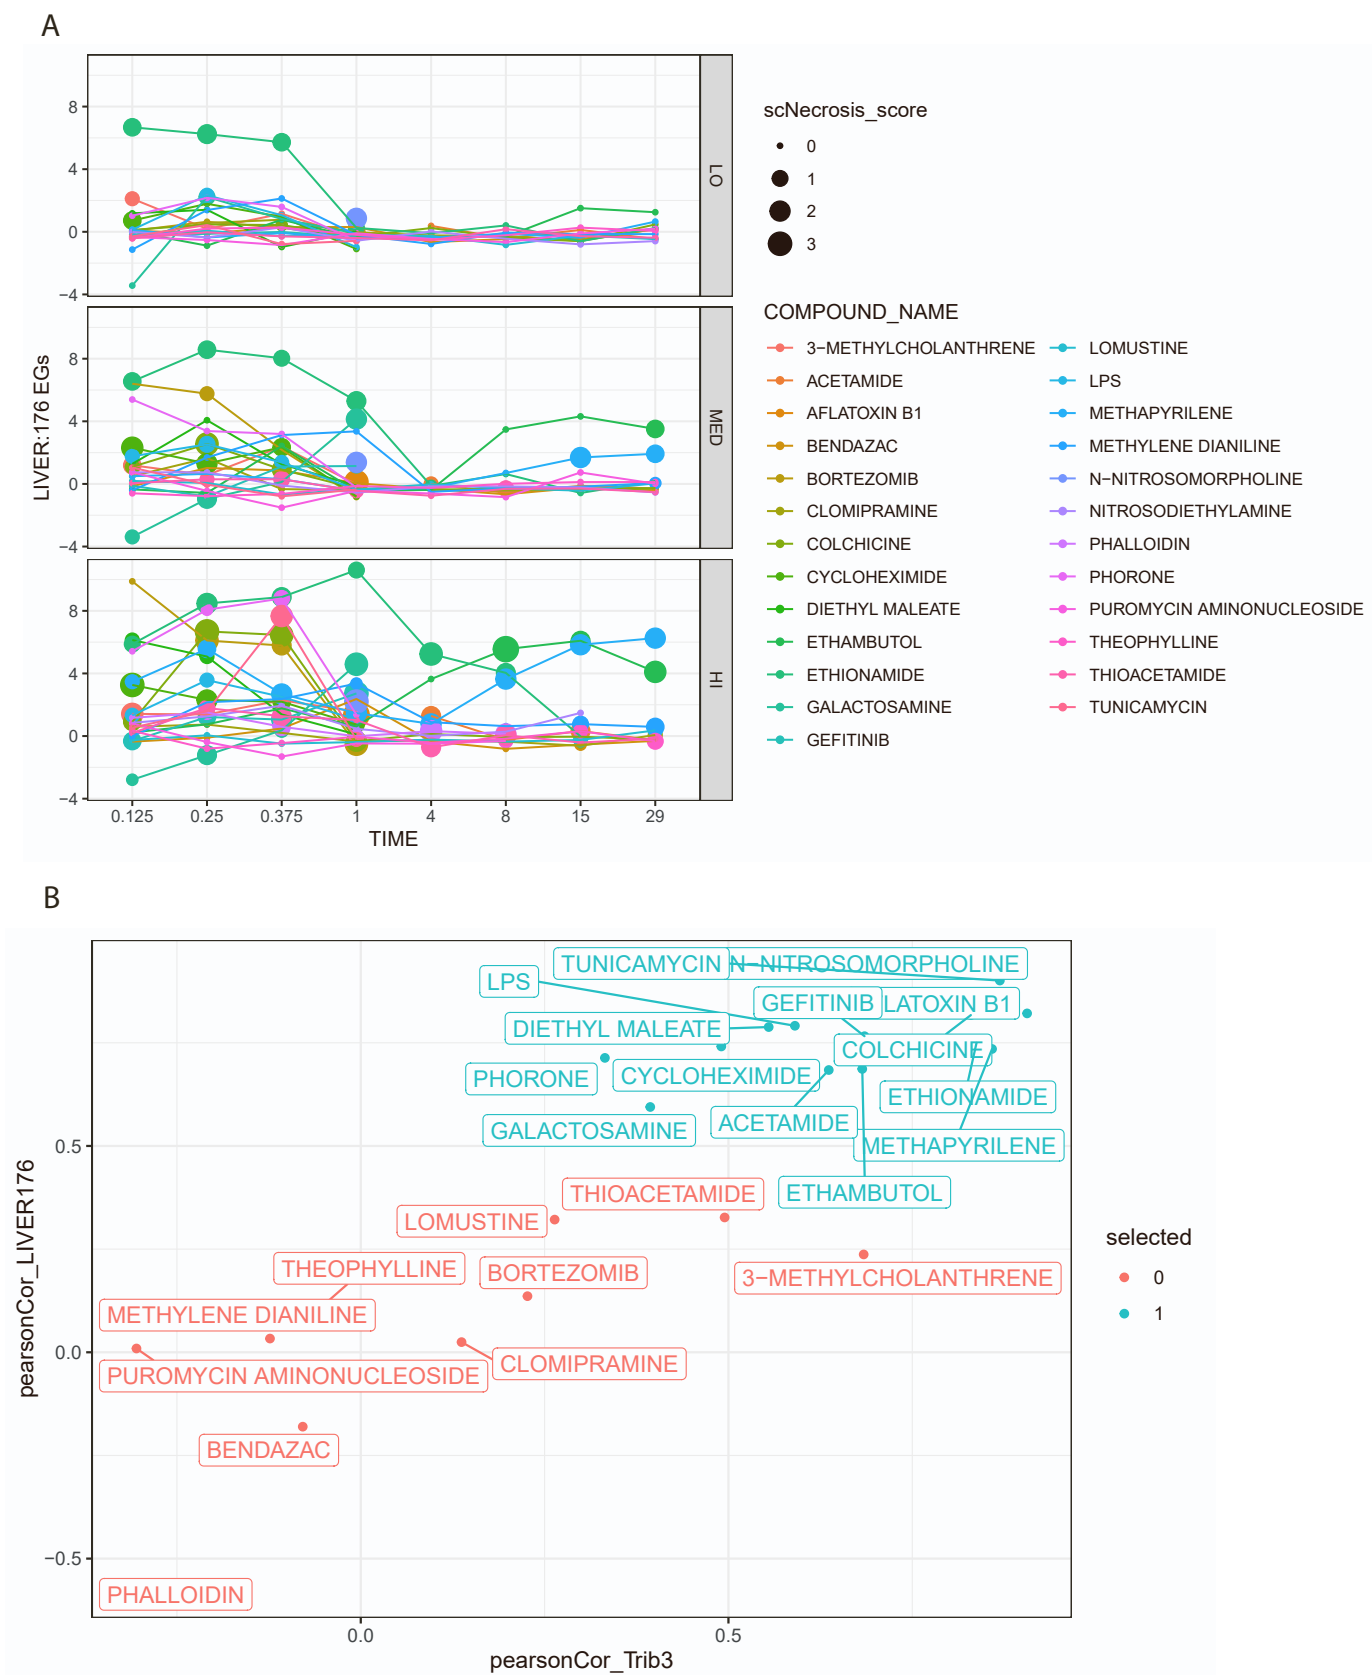 A
LIVER:176 EGs
8
4
0
−4
LO
8
4
0
−4
MED
8
4
0
−4
HI
0.125 0.25 0.375 1 4 8 15 29
TIME
scNecrosis_score
0
1
2
3
COMPOUND_NAME
3−METHYLCHOLANTHRENE
ACETAMIDE
AFLATOXIN B1
BENDAZAC
BORTEZOMIB
CLOMIPRAMINE
COLCHICINE
CYCLOHEXIMIDE
DIETHYL MALEATE
ETHAMBUTOL
ETHIONAMIDE
GALACTOSAMINE
GEFITINIB
LOMUSTINE
LPS
METHAPYRILENE
METHYLENE DIANILINE
N−NITROSOMORPHOLINE
NITROSODIETHYLAMINE
PHALLOIDIN
PHORONE
PUROMYCIN AMINONUCLEOSIDE
THEOPHYLLINE
THIOACETAMIDE
TUNICAMYCIN
B
pearsonCor_LIVER176
0.5
0.0
−0.5
TUNICAMYCIN
N−NITROSOMORPHOLINE
LPS
GEFITINIB
LATOXIN B1
DIETHYL MALEATE
COLCHICINE
PHORONE
CYCLOHEXIMIDE
ETHIONAMIDE
GALACTOSAMINE
ACETAMIDE
METHAPYRILENE
THIOACETAMIDE
ETHAMBUTOL
LOMUSTINE
THEOPHYLLINE
BORTEZOMIB
3−METHYLCHOLANTHRENE
METHYLENE DIANILINE
CLOMIPRAMINE
PUROMYCIN AMINONUCLEOSIDE
BENDAZAC
PHALLOIDIN
0.0 0.5
pearsonCor_Trib3
selected
0
1